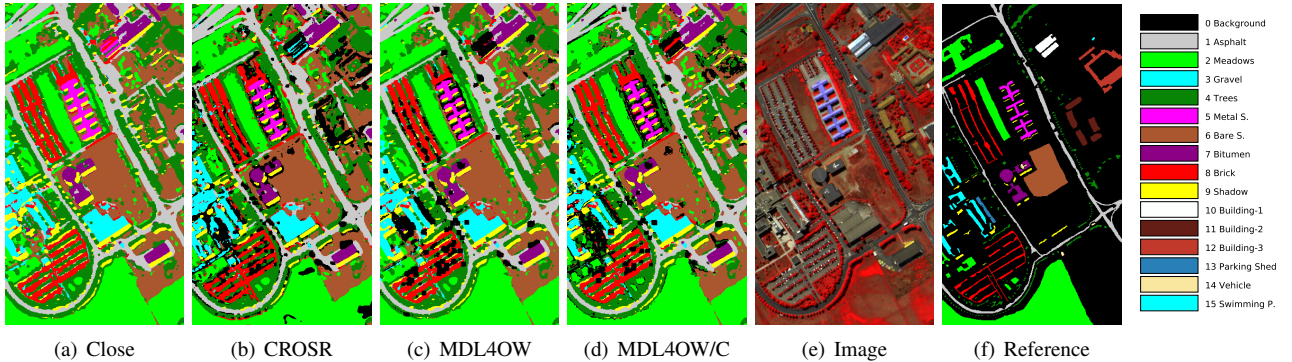 0 Background
1 Asphalt
2 Meadows
3 Gravel
4 Trees
5 Metal S.
6 Bare S.
7 Bitumen
8 Brick
9 Shadow
10 Building-1
11 Building-2
12 Building-3
13 Parking Shed
14 Vehicle
15 Swimming P.
(a) Close (b) CROSR (c) MDL4OW (d) MDL4OW/C (e) Image (f) Reference